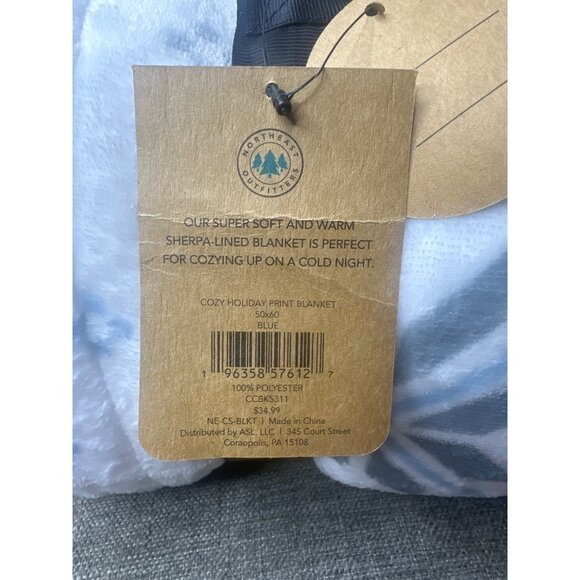 NORTHEAST
OUTFITTERS
OUR SUPER SOFT AND WARM
SHERPA-LINED BLANKET IS PERFECT
FOR COZYING UP ON A COLD NIGHT.
COZY HOLIDAY PRINT BLANKET
50x60
BLUE
1 96358 57612 7
100% POLYESTER
CCBKS311
$34.99
NE-CS-BLKT | Made in China
Distributed by ASL, LLC | 345 Court Street
Coraopolis, PA 15108